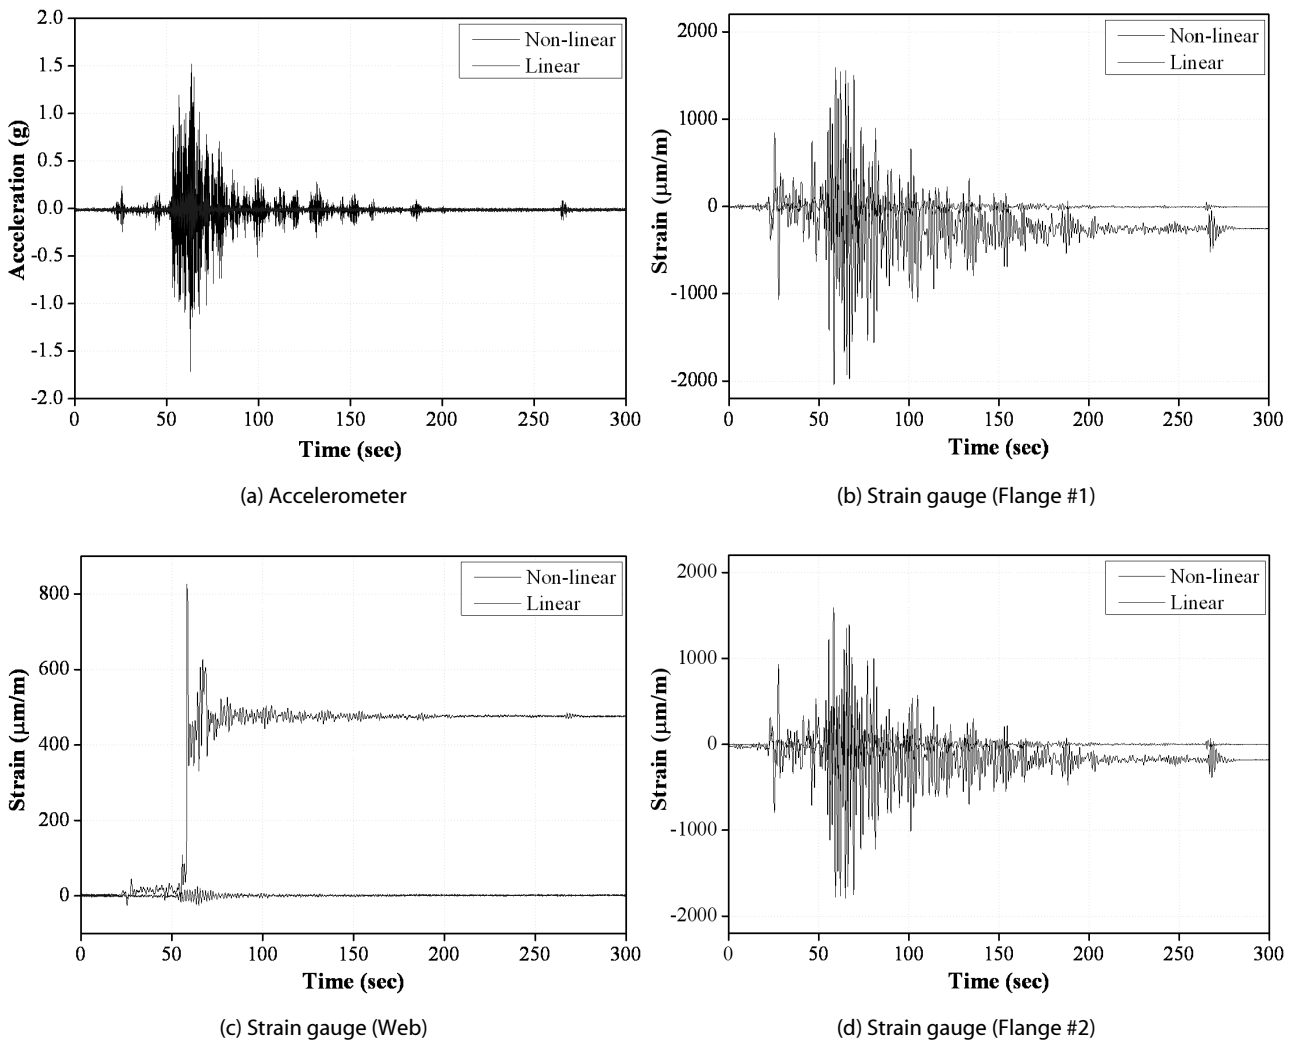 2.0
1.5
1.0
0.5
0.0
-0.5
-1.0
-1.5
-2.0
Acceleration (g)
Non-linear
Linear
0 50 100 150 200 250 300
Time (sec)
(a) Accelerometer
2000
1000
0
-1000
-2000
Strain (μm/m)
Non-linear
Linear
0 50 100 150 200 250 300
Time (sec)
(b) Strain gauge (Flange #1)
800
600
400
200
0
Strain (μm/m)
Non-linear
Linear
0 50 100 150 200 250 300
Time (sec)
(c) Strain gauge (Web)
2000
1000
0
-1000
-2000
Strain (μm/m)
Non-linear
Linear
0 50 100 150 200 250 300
Time (sec)
(d) Strain gauge (Flange #2)